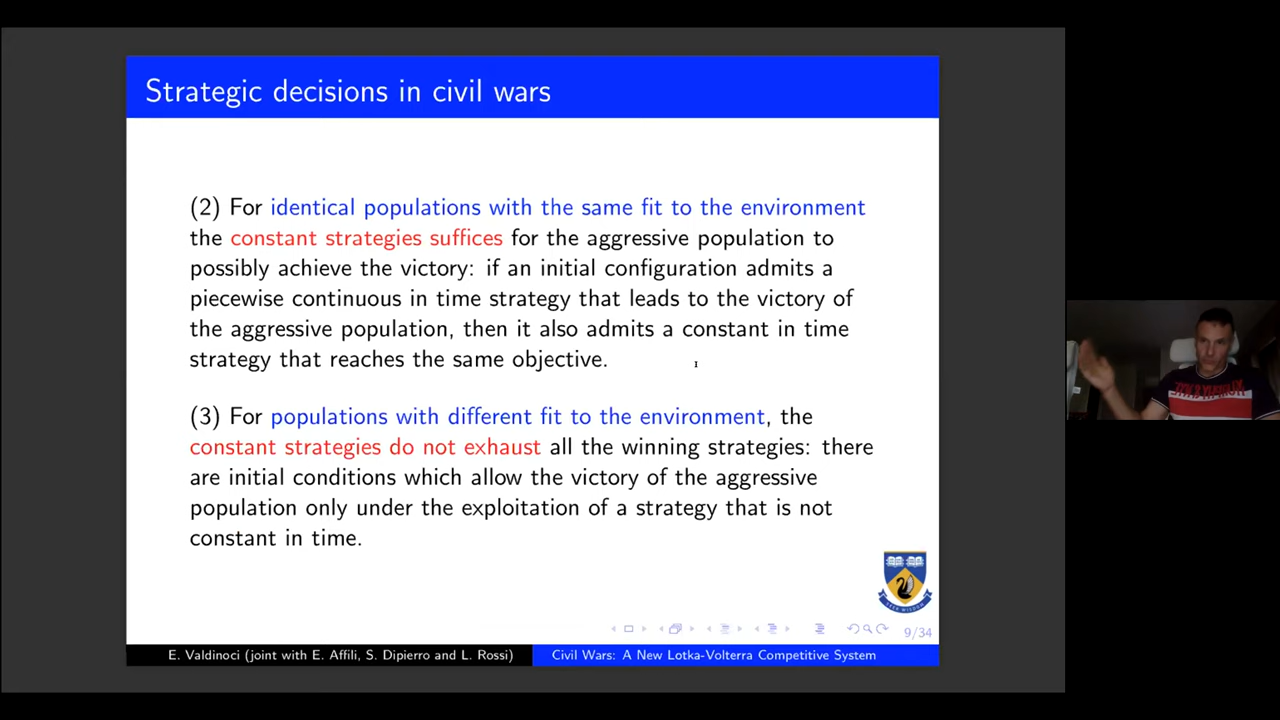 Strategic decisions in civil wars
(2) For identical populations with the same fit to the environment
the constant strategies suffices for the aggressive population to
possibly achieve the victory: if an initial configuration admits a
piecewise continuous in time strategy that leads to the victory of
the aggressive population, then it also admits a constant in time
strategy that reaches the same objective.
(3) For populations with different fit to the environment, the
constant strategies do not exhaust all the winning strategies: there
are initial conditions which allow the victory of the aggressive
population only under the exploitation of a strategy that is not
constant in time.
9/34
E. Valdinoci (joint with E. Affili, S. Dipierro and L. Rossi)
Civil Wars: A New Lotka-Volterra Competitive System